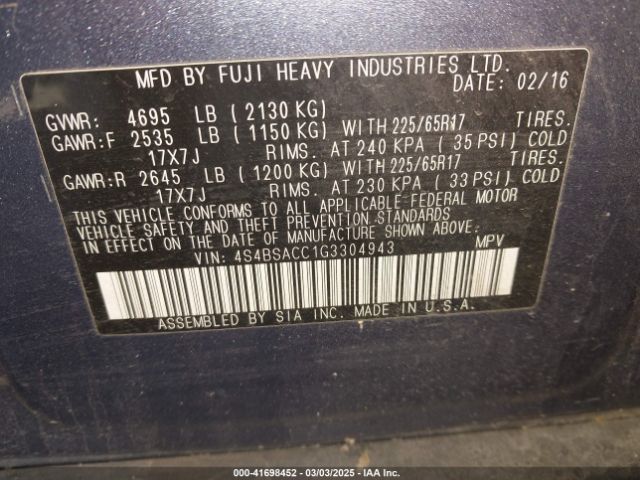 MFD BY FUJI HEAVY INDUSTRIES LTD.
DATE: 02/16
GVWR: 4695 LB ( 2130 KG)
GAWR:F 2535 LB ( 1150 KG) WITH 225/65R17 TIRES.
17X7J RIMS. AT 240 KPA ( 35 PSI) COLD
GAWR:R 2645 LB ( 1200 KG) WITH 225/65R17 TIRES.
17X7J RIMS. AT 230 KPA ( 33 PSI) COLD
THIS VEHICLE CONFORMS TO ALL APPLICABLE FEDERAL MOTOR
VEHICLE SAFETY AND THEFT PREVENTION STANDARDS
IN EFFECT ON THE DATE OF MANUFACTURE SHOWN ABOVE.
VIN: 4S4BSACC1G3304943 MPV
ASSEMBLED BY SIA INC. MADE IN U.S.A.
000-41698452 - 03/03/2025 - IAA Inc.